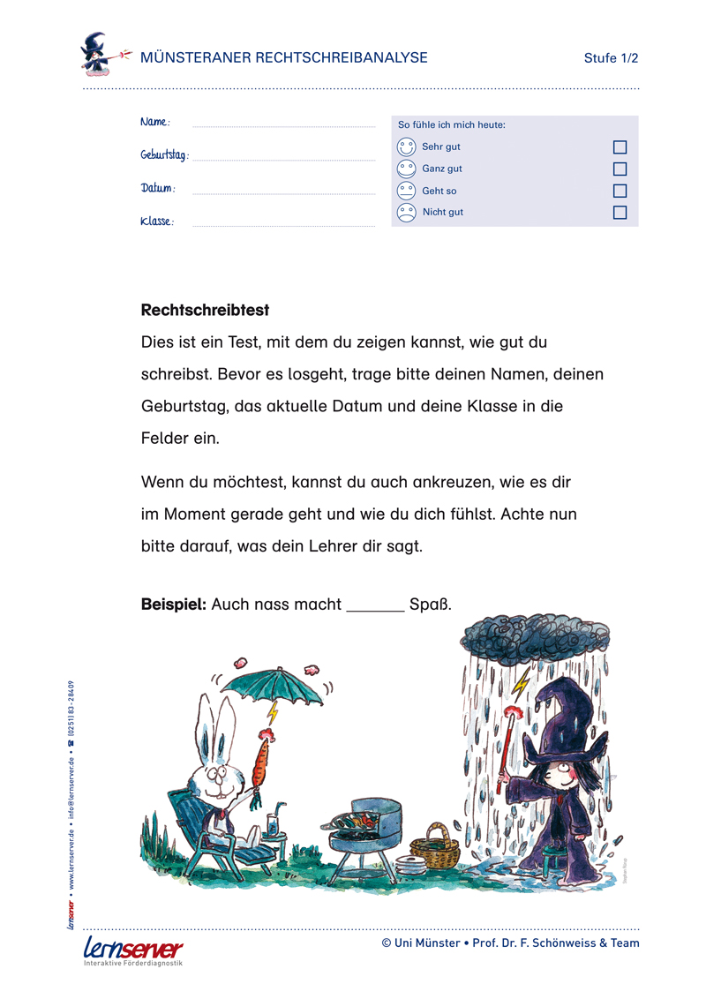 MÜNSTERANER RECHTSCHREIBANALYSE
Stufe 1/2
Name:
Geburtstag:
Datum:
Klasse:
So fühle ich mich heute:
Sehr gut
Ganz gut
Geht so
Nicht gut
Rechtschreibtest
Dies ist ein Test, mit dem du zeigen kannst, wie gut du
schreibst. Bevor es losgeht, trage bitte deinen Namen, deinen
Geburtstag, das aktuelle Datum und deine Klasse in die
Felder ein.
Wenn du möchtest, kannst du auch ankreuzen, wie es dir
im Moment gerade geht und wie du dich fühlst. Achte nun
bitte darauf, was dein Lehrer dir sagt.
Beispiel: Auch nass macht _______ Spaß.
lernserver • www.lernserver.de • info@lernserver.de • ☎ (0251) 83-28409
lernserver
Interaktive Förderdiagnostik
© Uni Münster • Prof. Dr. F. Schönweiss & Team